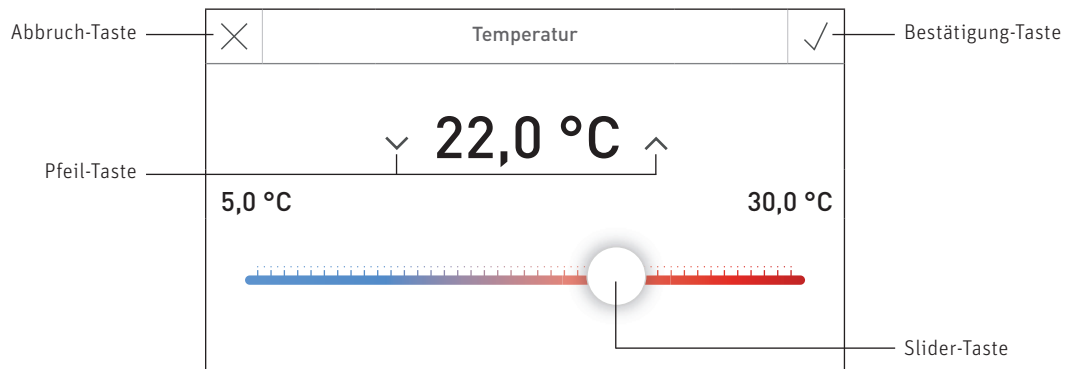 Abbruch-Taste
Temperatur
Bestätigung-Taste
22,0 °C
Pfeil-Taste
5,0 °C
30,0 °C
Slider-Taste